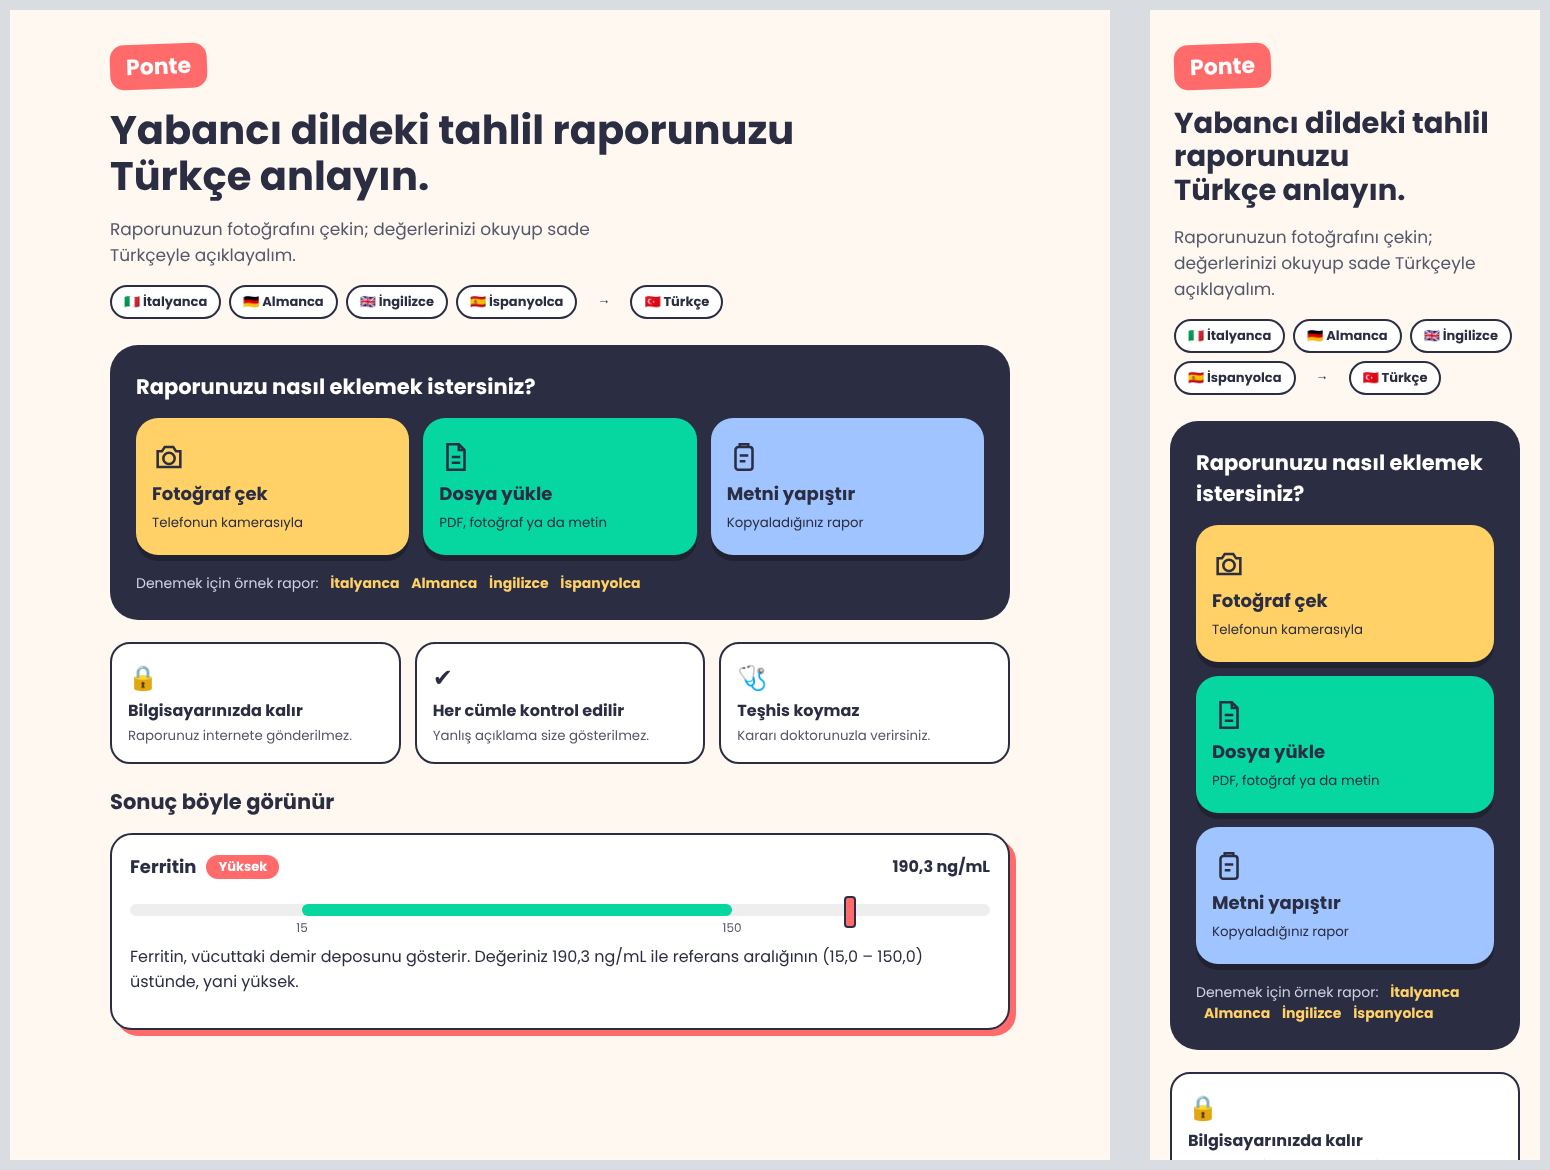 Ponte
Yabancı dildeki tahlil raporunuzu
Türkçe anlayın.
Raporunuzun fotoğrafını çekin; değerlerinizi okuyup sade
Türkçeyle açıklayalım.
İtalyanca Almanca İngilizce İspanyolca → Türkçe
Raporunuzu nasıl eklemek istersiniz?
Fotoğraf çek
Telefonun kamerasıyla
Dosya yükle
PDF, fotoğraf ya da metin
Metni yapıştır
Kopyaladığınız rapor
Denemek için örnek rapor: İtalyanca Almanca İngilizce İspanyolca
Bilgisayarınızda kalır
Raporunuz internete gönderilmez.
Her cümle kontrol edilir
Yanlış açıklama size gösterilmez.
Teşhis koymaz
Kararı doktorunuzla verirsiniz.
Sonuç böyle görünür
Ferritin Yüksek 190,3 ng/mL
15 150
Ferritin, vücuttaki demir deposunu gösterir. Değeriniz 190,3 ng/mL ile referans aralığının (15,0 – 150,0)
üstünde, yani yüksek.
Ponte
Yabancı dildeki tahlil
raporunuzu
Türkçe anlayın.
Raporunuzun fotoğrafını çekin;
değerlerinizi okuyup sade Türkçeyle
açıklayalım.
İtalyanca Almanca İngilizce
İspanyolca → Türkçe
Raporunuzu nasıl eklemek
istersiniz?
Fotoğraf çek
Telefonun kamerasıyla
Dosya yükle
PDF, fotoğraf ya da metin
Metni yapıştır
Kopyaladığınız rapor
Denemek için örnek rapor: İtalyanca
Almanca İngilizce İspanyolca
Bilgisayarınızda kalır